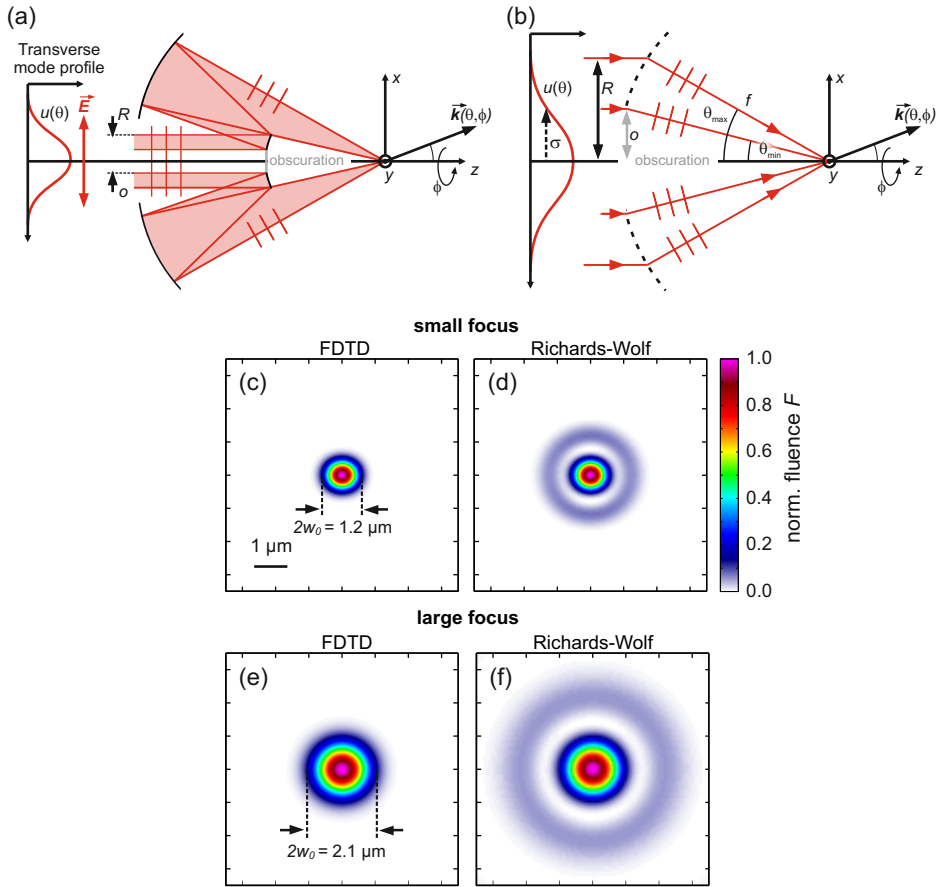 (a)
Transverse
mode profile
u(θ)
E
R
o
obscuration
x
y
z
k(θ,ϕ)
ϕ
(b)
u(θ)
σ
R
o
obscuration
θmax
θmin
f
x
y
z
k(θ,ϕ)
ϕ
small focus
FDTD
Richards-Wolf
(c)
2w₀ = 1.2 µm
1 µm
(d)
1.0
0.8
0.6
0.4
0.2
0.0
norm. fluence F
large focus
FDTD
Richards-Wolf
(e)
2w₀ = 2.1 µm
(f)